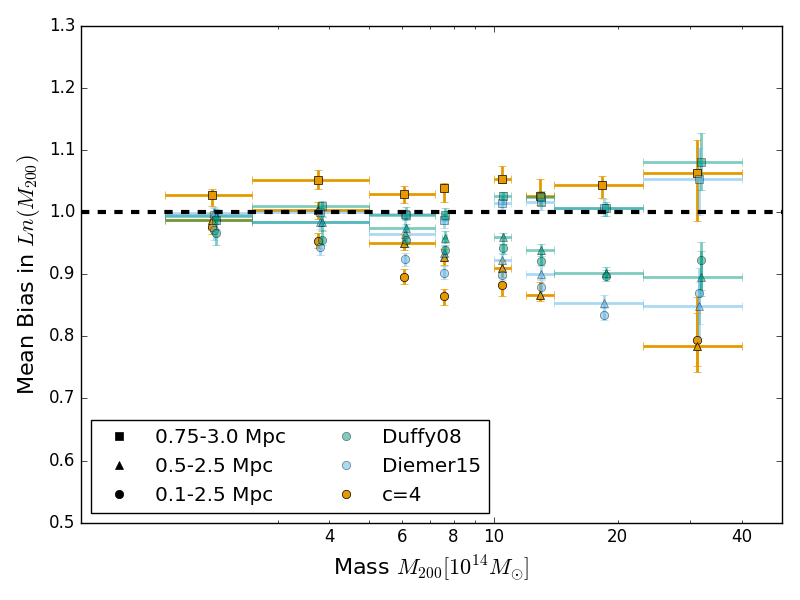 1.3
1.2
1.1
1.0
0.9
0.8
0.7
0.6
0.5
Mean Bias in Ln(M200)
0.75-3.0 Mpc
0.5-2.5 Mpc
0.1-2.5 Mpc
Duffy08
Diemer15
c=4
4 6 8 10 20 40
Mass M200[10^14 M⊙]